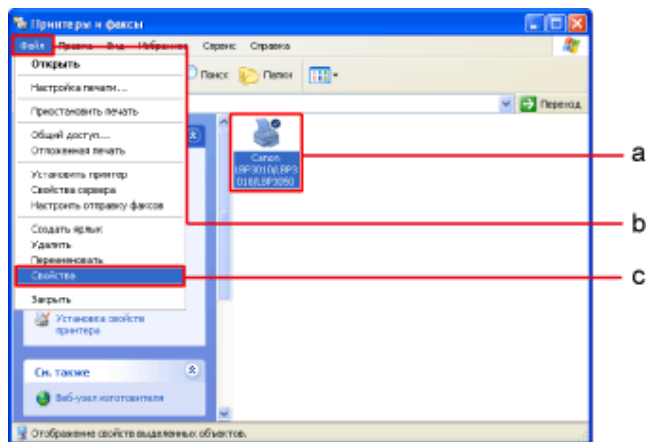 Принтеры и факсы
Файл Правка Вид Избранное Сервис Справка
Открыть
Поиск Папки
Настройка печати...
Приостановить печать
Переход
Общий доступ...
Отложенная печать
Установить принтер
Свойства сервера
Настроить отправку факсов
Создать ярлык
Удалить
Переименовать
Свойства
Закрыть
Canon
LBP3010/LBP3
018/LBP3050
a
b
c
Установка свойств
принтера
См. также
Веб-узел изготовителя
Отображение свойств выделенных объектов.